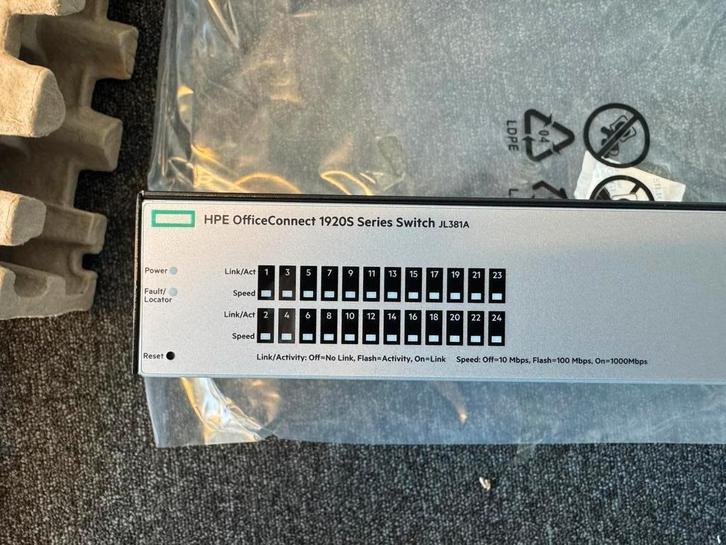 04
LDPE
HPE OfficeConnect 1920S Series Switch JL381A
Power
Fault/
Locator
Reset
Link/Act 1 3 5 7 9 11 13 15 17 19 21 23
Speed
Link/Act 2 4 6 8 10 12 14 16 18 20 22 24
Speed
Link/Activity: Off=No Link, Flash=Activity, On=Link Speed: Off=10 Mbps, Flash=100 Mbps, On=1000Mbps